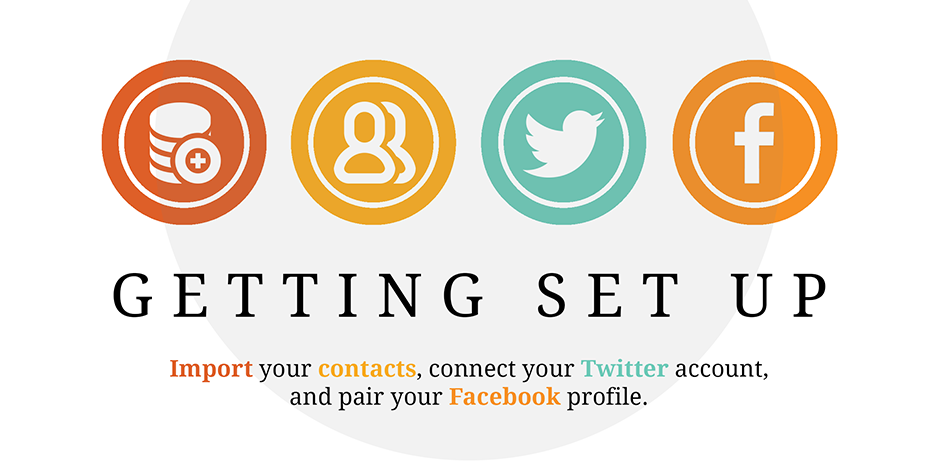 GETTING SET UP
Import your contacts, connect your Twitter account,
and pair your Facebook profile.